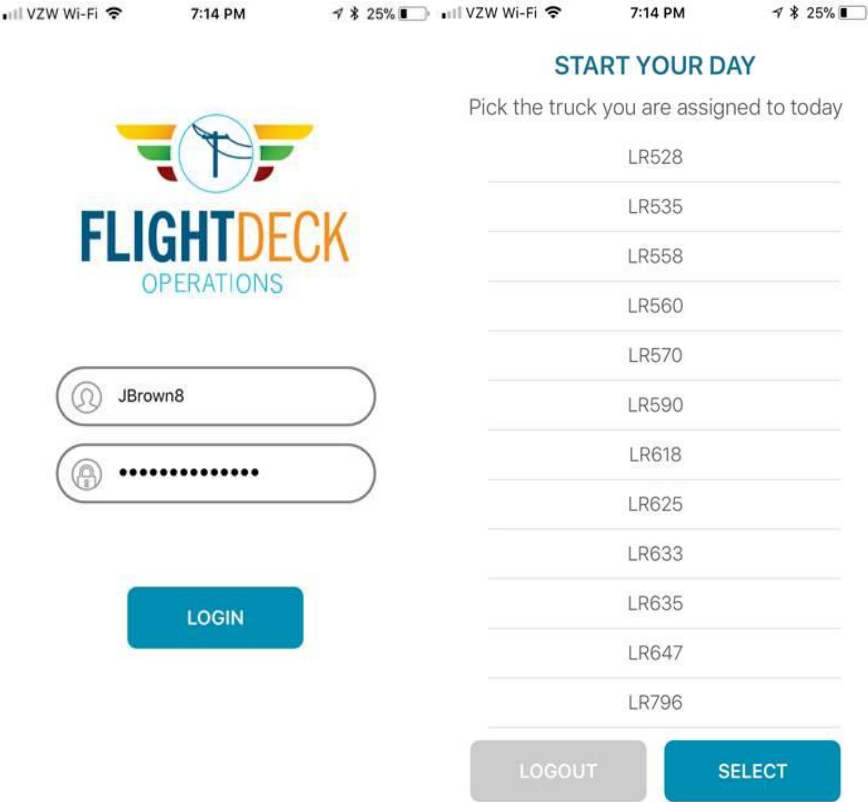 VZW Wi-Fi 7:14 PM 25%
FLIGHTDECK
OPERATIONS
JBrown8
••••••••••••••
LOGIN
VZW Wi-Fi 7:14 PM 25%
START YOUR DAY
Pick the truck you are assigned to today
LR528
LR535
LR558
LR560
LR570
LR590
LR618
LR625
LR633
LR635
LR647
LR796
LOGOUT SELECT